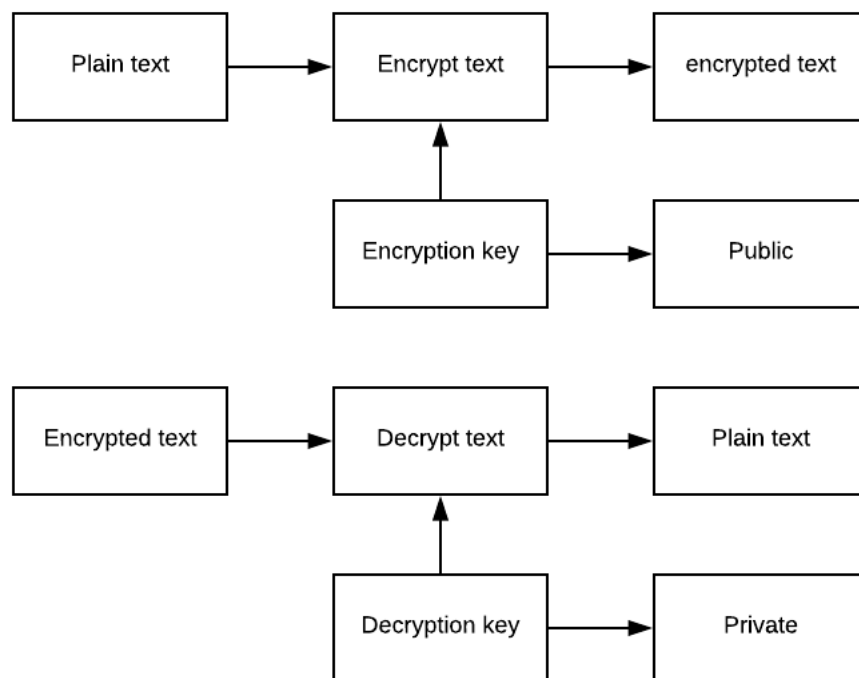 Plain text
Encrypt text
encrypted text
Encryption key
Public
Encrypted text
Decrypt text
Plain text
Decryption key
Private